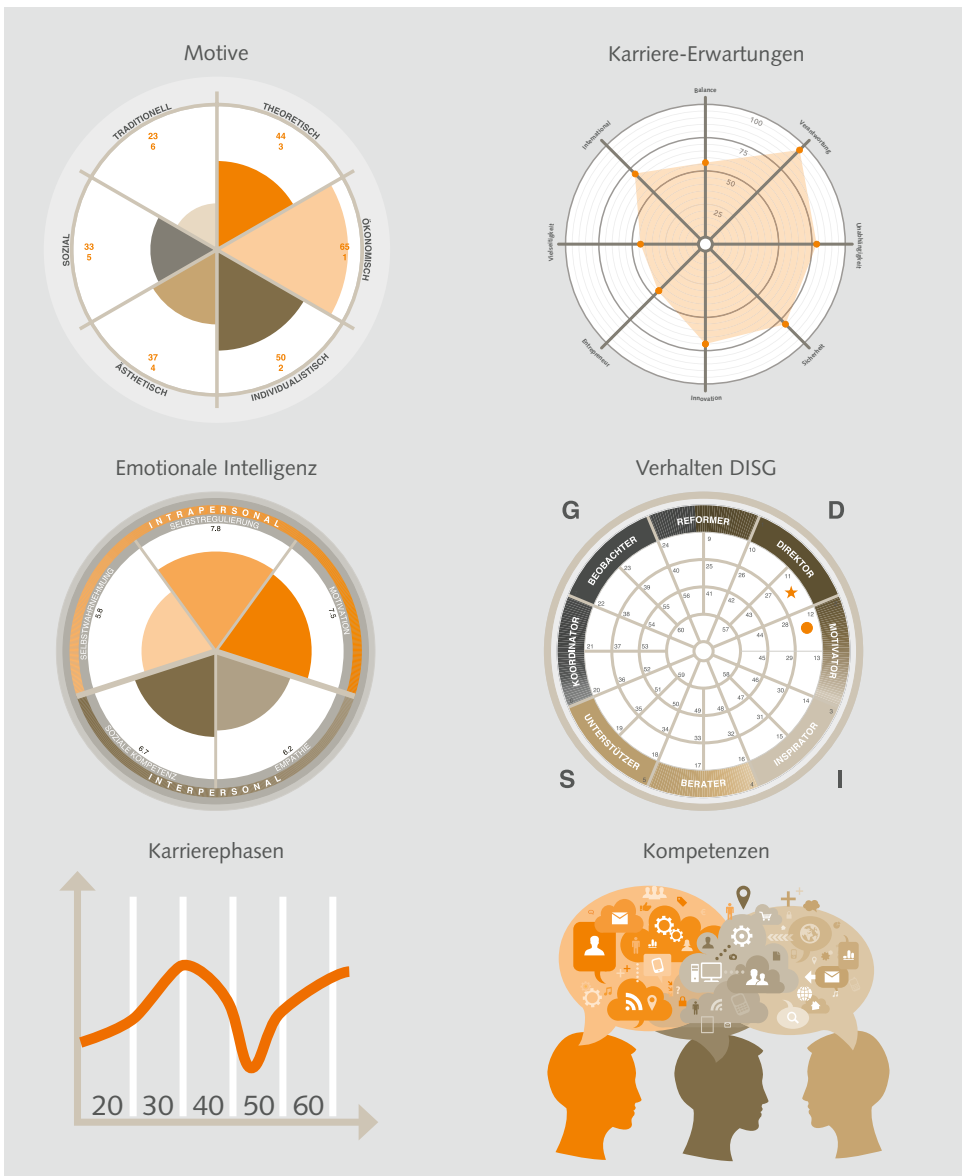 Motive
TRADITIONELL
23
6
THEORETISCH
44
3
SOZIAL
33
5
65
1
ÖKONOMISCH
37
4
ÄSTHETISCH
50
2
INDIVIDUALISTISCH
Karriere-Erwartungen
Balance
International
100
Verantwortung
75
50
25
Vielseitigkeit
Unabhängigkeit
Entrepreneur
Sicherheit
Innovation
Emotionale Intelligenz
INTRAPERSONAL
SELBSTREGULIERUNG
7.8
SELBSTWAHRNEHMUNG
5.8
MOTIVATION
7.5
6.7
SOZIALE KOMPETENZ
6.2
EMPATHIE
INTERPERSONAL
Verhalten DISG
G
D
REFORMER
BEOBACHTER
DIREKTOR
24
9
10
23
40
25
26
11
39
56
41
42
27
22
38
55
43
12
54
60
57
28
44
KOORDINATOR
MOTIVATOR
21
37
53
45
29
13
52
59
58
20
36
51
46
30
14
50
49
48
47
35
34
33
32
31
3
19
18
17
16
15
UNTERSTÜTZER
INSPIRATOR
5
BERATER
4
S
I
Karrierephasen
20 30 40 50 60
Kompetenzen